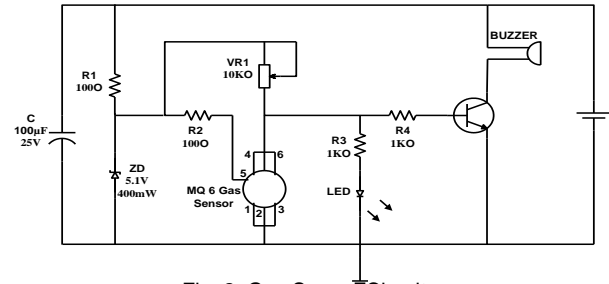 BUZZER
VR1
10KO
R1
100O
C
100µF
25V
R2
100O
R4
1KO
R3
1KO
4 6
5
ZD
5.1V
400mW
MQ 6 Gas
Sensor
LED
1 2 3